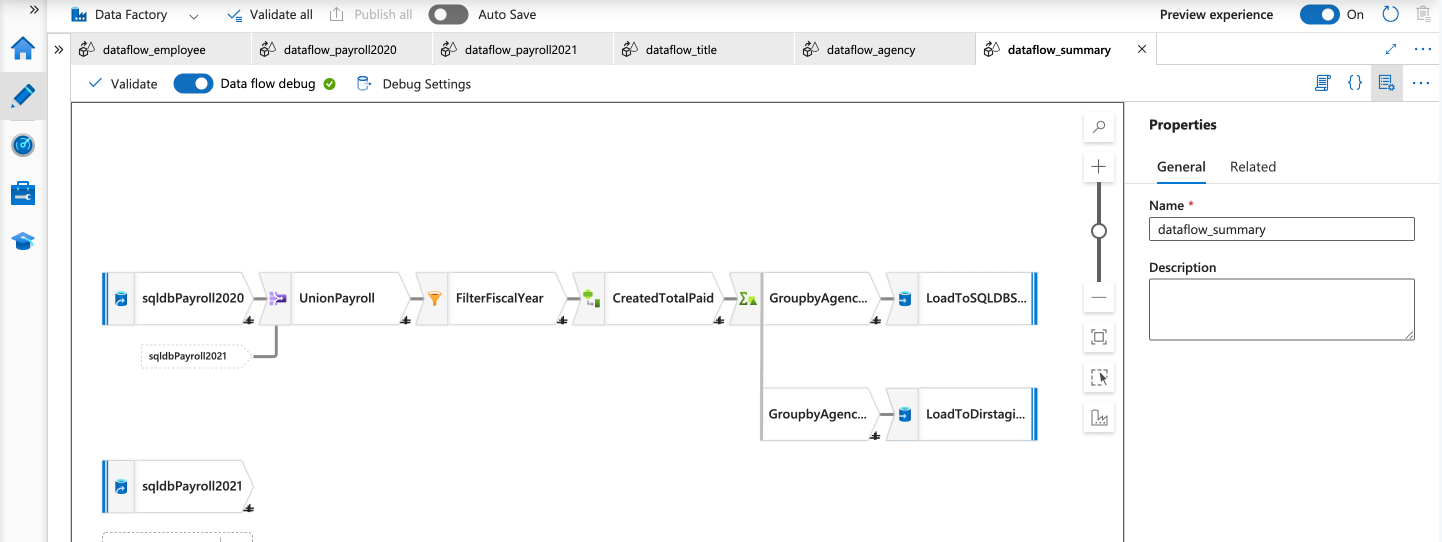 »
Data Factory
Validate all
Publish all
Auto Save
Preview experience
On
»
dataflow_employee
dataflow_payroll2020
dataflow_payroll2021
dataflow_title
dataflow_agency
dataflow_summary
Validate
Data flow debug
Debug Settings
{}
sqldbPayroll2020
UnionPayroll
FilterFiscalYear
CreatedTotalPaid
GroupbyAgenc...
LoadToSQLDBS...
sqldbPayroll2021
GroupbyAgenc...
LoadToDirstagi...
sqldbPayroll2021
Properties
General
Related
Name *
dataflow_summary
Description